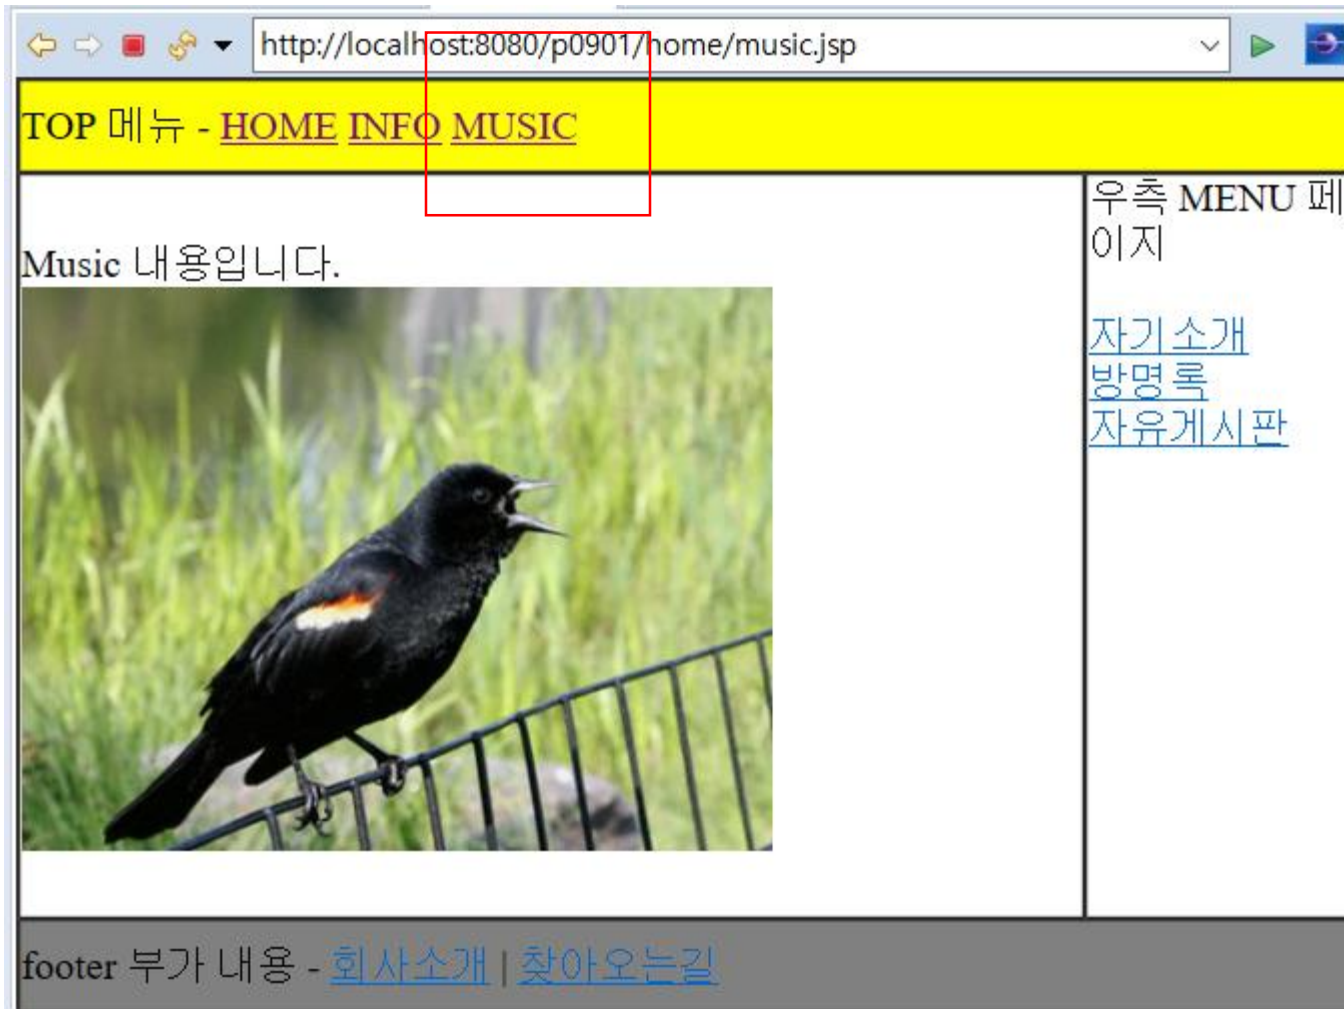 http://localhost:8080/p0901/home/music.jsp
TOP 메뉴 - HOME INFO MUSIC
Music 내용입니다.
우측 MENU 페
이지
자기소개
방명록
자유게시판
footer 부가 내용 - 회사소개 | 찾아오는길